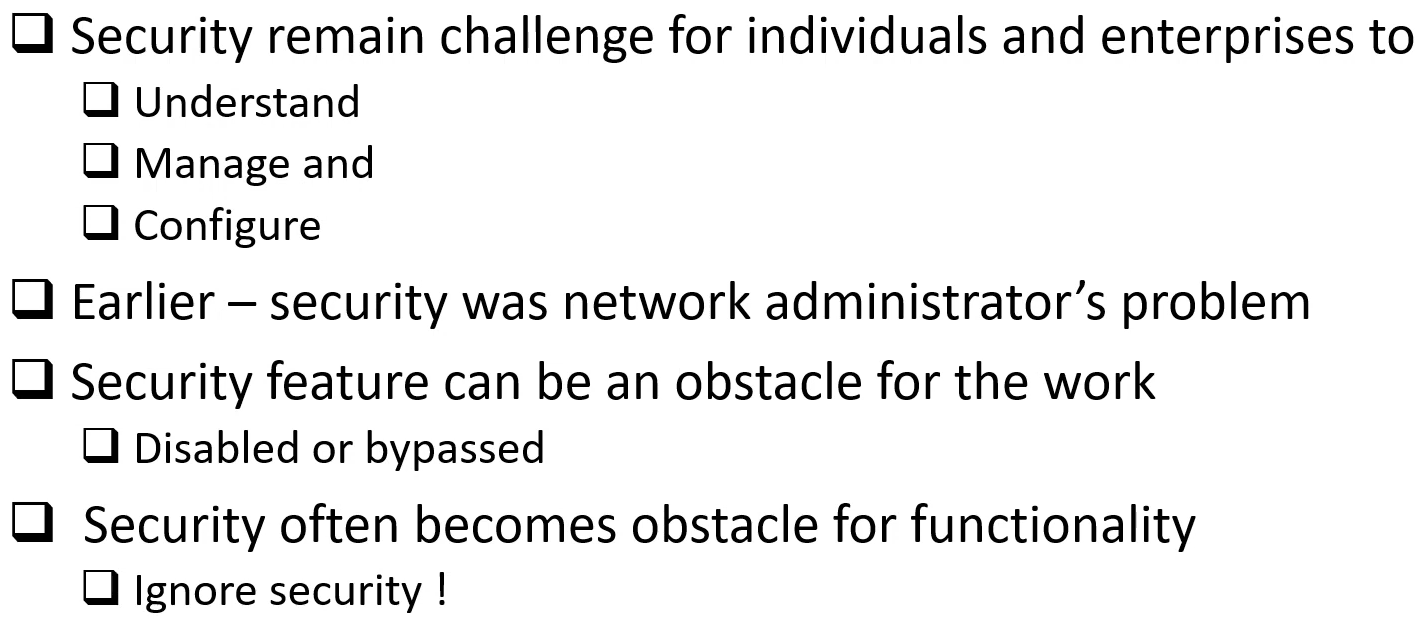 ❑ Security remain challenge for individuals and enterprises to
❑ Understand
❑ Manage and
❑ Configure
❑ Earlier – security was network administrator’s problem
❑ Security feature can be an obstacle for the work
❑ Disabled or bypassed
❑ Security often becomes obstacle for functionality
❑ Ignore security !